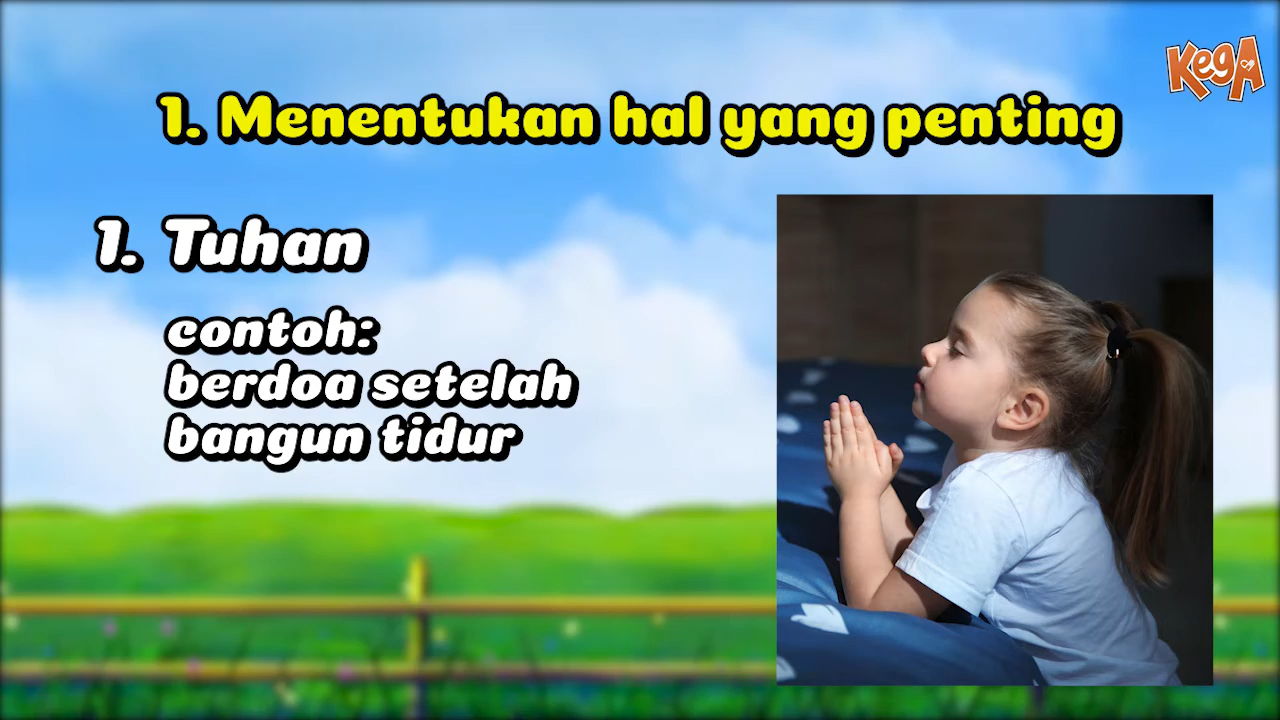 KegA
1. Menentukan hal yang penting
1. Tuhan
contoh:
berdoa setelah
bangun tidur